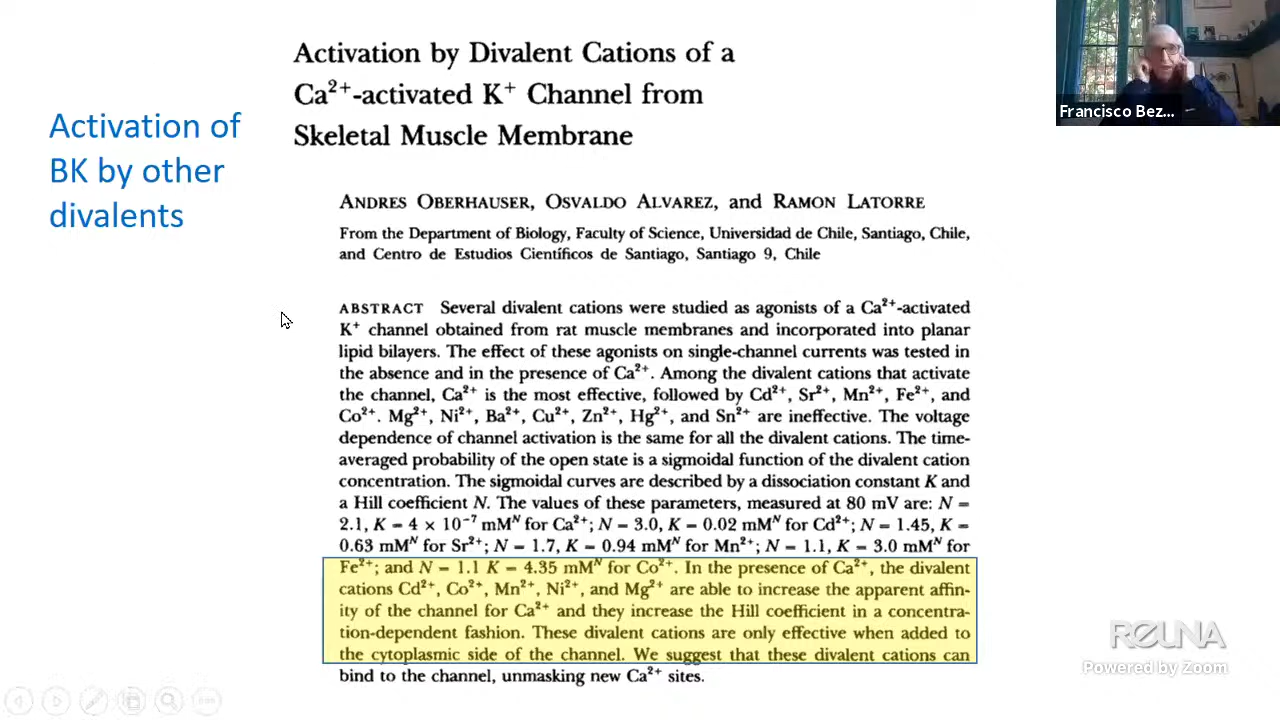 Activation by Divalent Cations of a
Ca²⁺-activated K⁺ Channel from
Skeletal Muscle Membrane
Activation of
BK by other
divalents
ANDRES OBERHAUSER, OSVALDO ALVAREZ, and RAMON LATORRE
From the Department of Biology, Faculty of Science, Universidad de Chile, Santiago, Chile,
and Centro de Estudios Científicos de Santiago, Santiago 9, Chile
ABSTRACT Several divalent cations were studied as agonists of a Ca²⁺-activated
K⁺ channel obtained from rat muscle membranes and incorporated into planar
lipid bilayers. The effect of these agonists on single-channel currents was tested in
the absence and in the presence of Ca²⁺. Among the divalent cations that activate
the channel, Ca²⁺ is the most effective, followed by Cd²⁺, Sr²⁺, Mn²⁺, Fe²⁺, and
Co²⁺. Mg²⁺, Ni²⁺, Ba²⁺, Cu²⁺, Zn²⁺, Hg²⁺, and Sn²⁺ are ineffective. The voltage
dependence of channel activation is the same for all the divalent cations. The time-
averaged probability of the open state is a sigmoidal function of the divalent cation
concentration. The sigmoidal curves are described by a dissociation constant K and
a Hill coefficient N. The values of these parameters, measured at 80 mV are: N =
2.1, K = 4 × 10⁻⁷ mMᴺ for Ca²⁺; N = 3.0, K = 0.02 mMᴺ for Cd²⁺; N = 1.45, K =
0.63 mMᴺ for Sr²⁺; N = 1.7, K = 0.94 mMᴺ for Mn²⁺; N = 1.1, K = 3.0 mMᴺ for
Fe²⁺; and N = 1.1 K = 4.35 mMᴺ for Co²⁺. In the presence of Ca²⁺, the divalent
cations Cd²⁺, Co²⁺, Mn²⁺, Ni²⁺, and Mg²⁺ are able to increase the apparent affin-
ity of the channel for Ca²⁺ and they increase the Hill coefficient in a concentra-
tion-dependent fashion. These divalent cations are only effective when added to
the cytoplasmic side of the channel. We suggest that these divalent cations can
bind to the channel, unmasking new Ca²⁺ sites.
Francisco Bez...
REUNA
Powered by Zoom